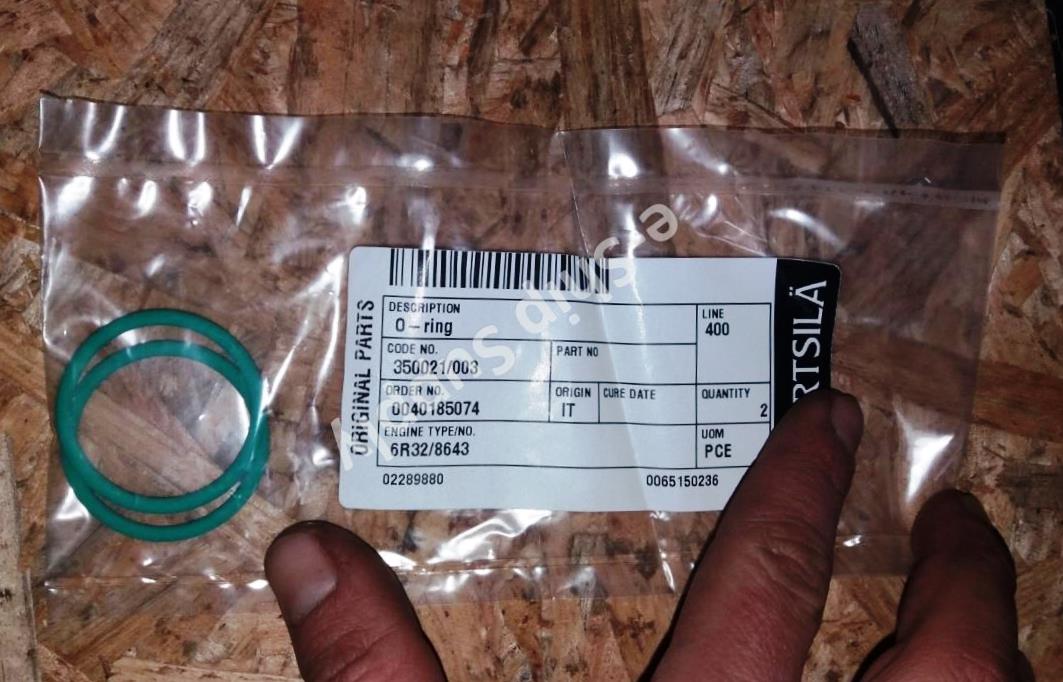 ORIGINAL PARTS
DESCRIPTION
O-ring
LINE
400
CODE NO.
350021/003
PART NO
ORDER NO.
0040185074
ORIGIN
IT
CURE DATE
QUANTITY
2
ENGINE TYPE/NO.
6R32/8643
UOM
PCE
02289880
0065150236
RTSILÄ
e-ship